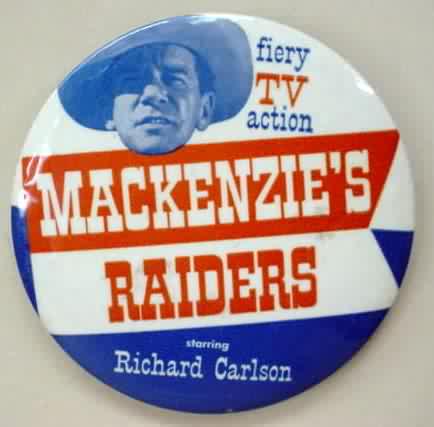 fiery
TV
action
MACKENZIE'S
RAIDERS
starring
Richard Carlson